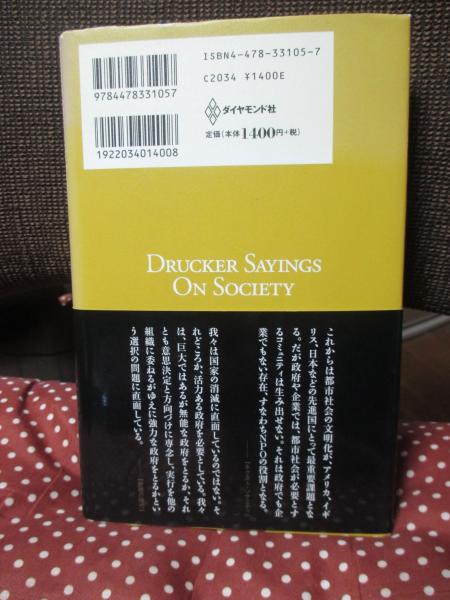 ISBN4-478-33105-7
C2034 ¥1400E
9784478331057
ダイヤモンド社
定価(本体1400円+税)
1922034014008
DRUCKER SAYINGS
ON SOCIETY
これからは都市社会の文明化が、アメリカ、イギ
リス、日本などの先進国にとって最重要課題とな
る。だが政府や企業では、都市社会が必要とす
るコミュニティは生み出せない。それは政府でも企
業でもない存在、すなわちNPOの役割となる。
我々は国家の消滅に直面しているのではない。そ
れどころか、活力ある政府を必要としている。我々
は、巨大ではあるが無能な政府をとるか、それ
とも意思決定と方向づけに専念し、実行を他の
組織に委ねるがゆえに強力な政府をとるかとい
う選択の問題に直面している。